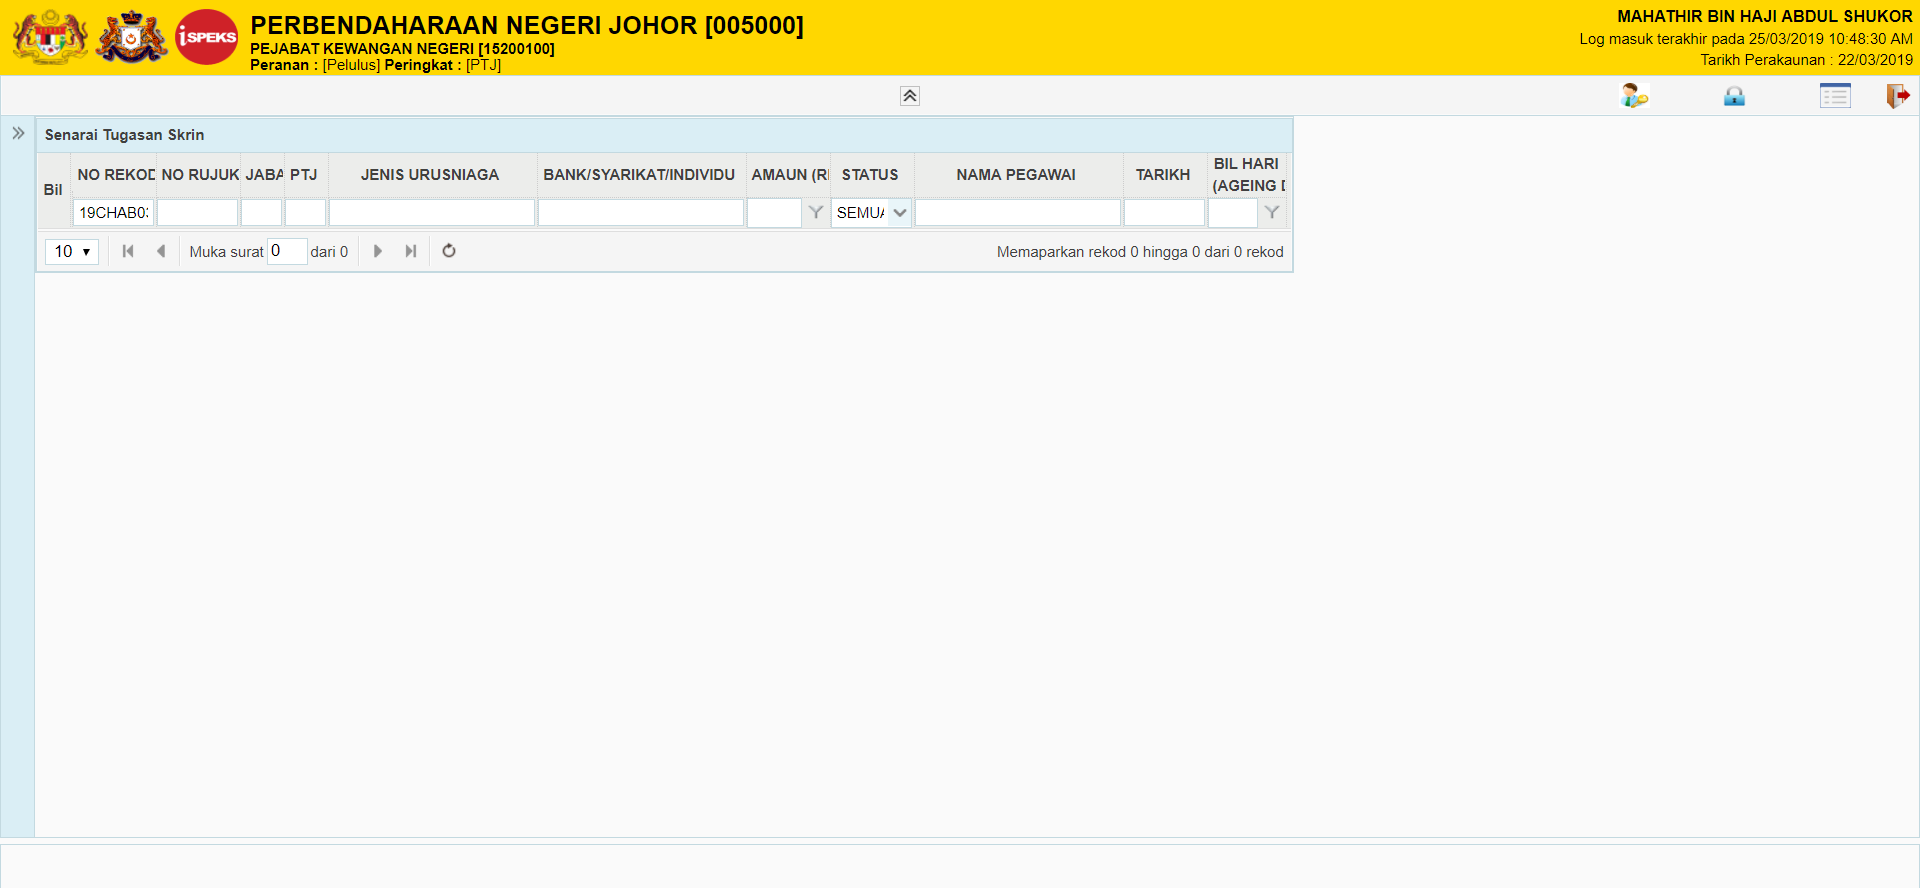 iSPEKS
PERBENDAHARAAN NEGERI JOHOR [005000]
PEJABAT KEWANGAN NEGERI [15200100]
Peranan : [Pelulus] Peringkat : [PTJ]
MAHATHIR BIN HAJI ABDUL SHUKOR
Log masuk terakhir pada 25/03/2019 10:48:30 AM
Tarikh Perakaunan : 22/03/2019
Senarai Tugasan Skrin
Bil NO REKOD NO RUJUK JABA PTJ JENIS URUSNIAGA BANK/SYARIKAT/INDIVIDU AMAUN (R STATUS NAMA PEGAWAI TARIKH BIL HARI
(AGEING D
19CHAB03 SEMUA
10 Muka surat 0 dari 0 Memaparkan rekod 0 hingga 0 dari 0 rekod